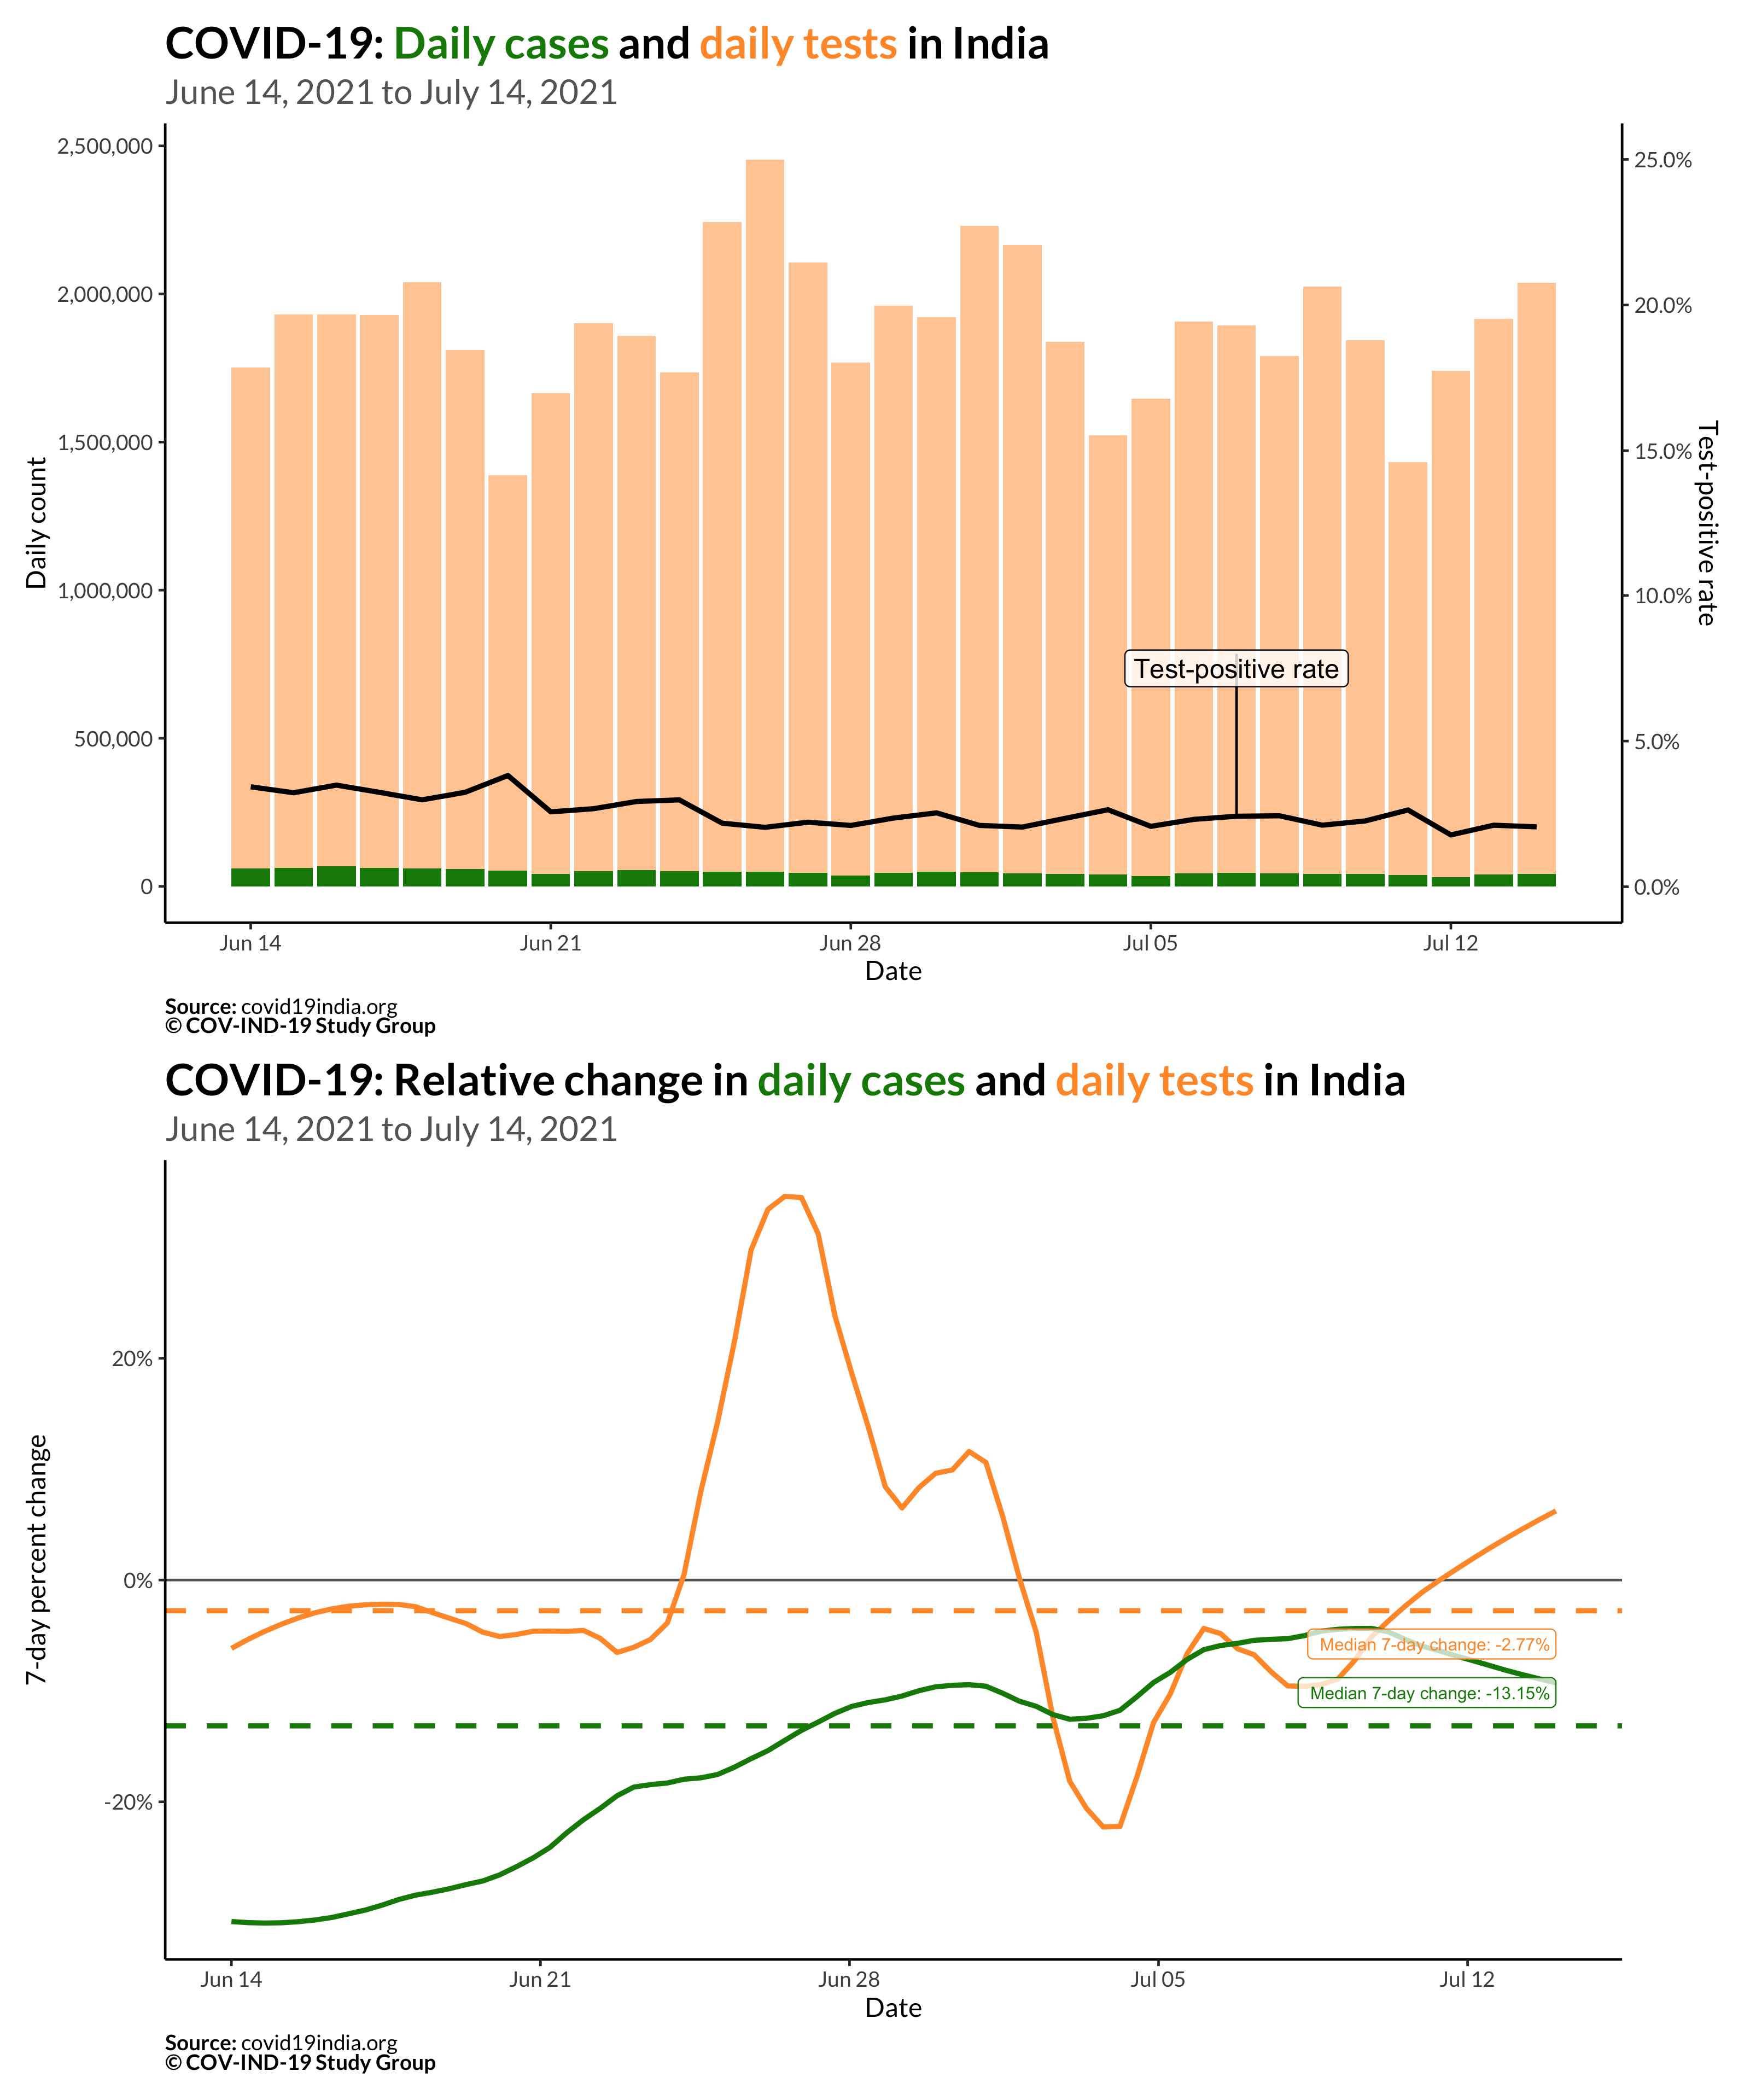 COVID-19: Daily cases and daily tests in India
June 14, 2021 to July 14, 2021
2,500,000
2,000,000
1,500,000
1,000,000
500,000
0
Daily count
25.0%
20.0%
15.0%
10.0%
5.0%
0.0%
Test-positive rate
Test-positive rate
Jun 14 Jun 21 Jun 28 Jul 05 Jul 12
Date
Source: covid19india.org
© COV-IND-19 Study Group
COVID-19: Relative change in daily cases and daily tests in India
June 14, 2021 to July 14, 2021
20%
0%
-20%
7-day percent change
Median 7-day change: -2.77%
Median 7-day change: -13.15%
Jun 14 Jun 21 Jun 28 Jul 05 Jul 12
Date
Source: covid19india.org
© COV-IND-19 Study Group